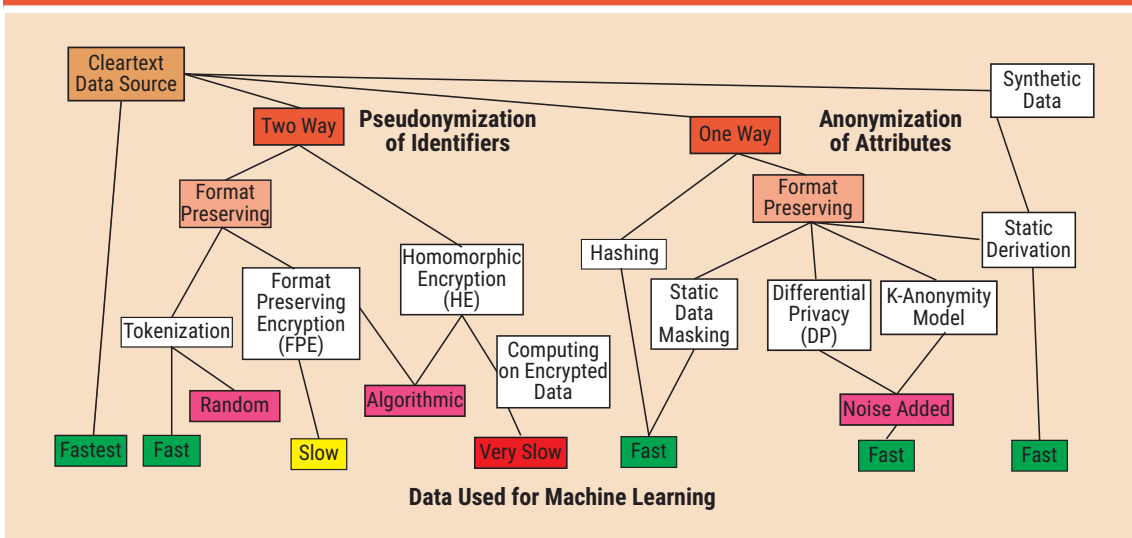 Cleartext
Data Source
Synthetic
Data
Two Way
Pseudonymization
of Identifiers
One Way
Anonymization
of Attributes
Format
Preserving
Format
Preserving
Static
Derivation
Hashing
Homomorphic
Encryption
(HE)
Format
Preserving
Encryption
(FPE)
Static
Data
Masking
Differential
Privacy
(DP)
K-Anonymity
Model
Tokenization
Computing
on Encrypted
Data
Random
Algorithmic
Noise Added
Fastest
Fast
Slow
Very Slow
Fast
Fast
Fast
Data Used for Machine Learning